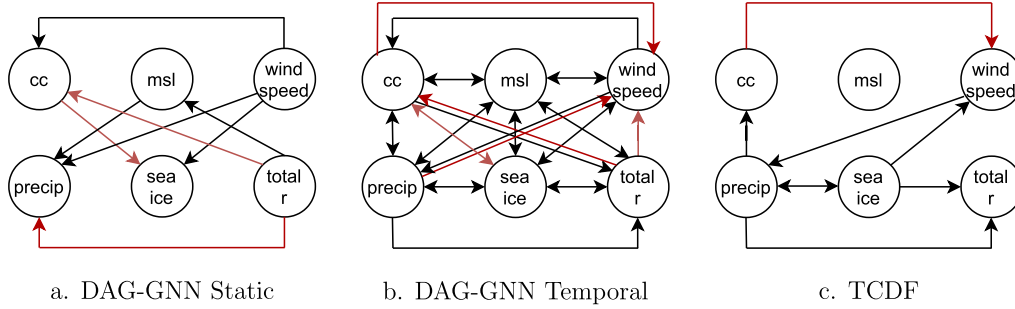 cc
msl
wind
speed
precip
sea
ice
total
r
a. DAG-GNN Static
cc
msl
wind
speed
precip
sea
ice
total
r
b. DAG-GNN Temporal
cc
msl
wind
speed
precip
sea
ice
total
r
c. TCDF